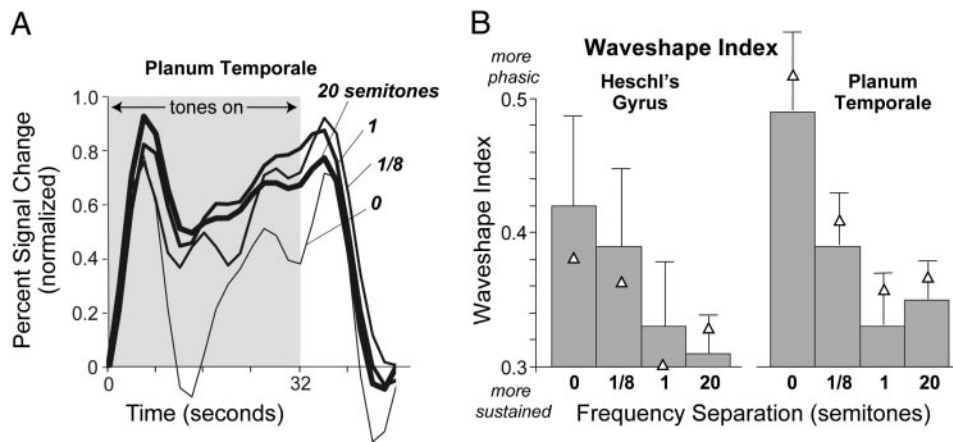 A
Planum Temporale
1.0
0.8
0.6
0.4
0.2
0
Percent Signal Change
(normalized)
tones on
20 semitones
1
1/8
0
0
32
Time (seconds)
B
Waveshape Index
more
phasic
Heschl's
Gyrus
Planum
Temporale
0.5
0.4
0.3
Waveshape Index
more
sustained
0 1/8 1 20
0 1/8 1 20
Frequency Separation (semitones)